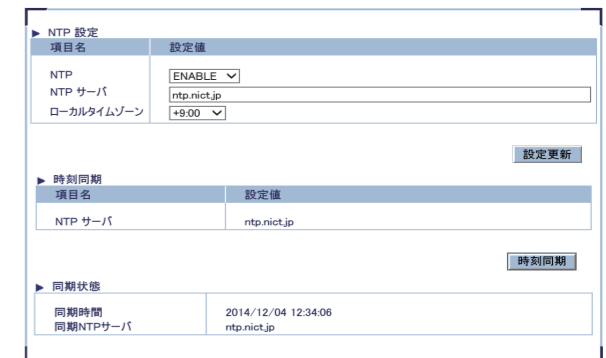 ▶ NTP 設定
項目名 設定値
NTP ENABLE
NTP サーバ ntp.nict.jp
ローカルタイムゾーン +9:00
設定更新
▶ 時刻同期
項目名 設定値
NTP サーバ ntp.nict.jp
時刻同期
▶ 同期状態
同期時間 2014/12/04 12:34:06
同期NTPサーバ ntp.nict.jp